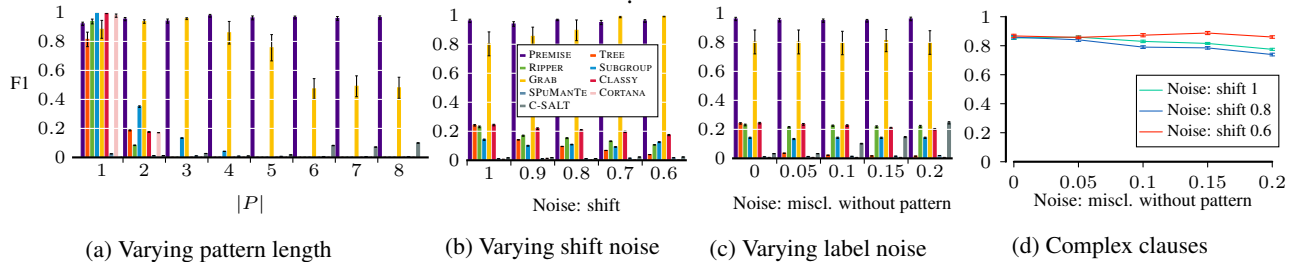 F1
1
0.8
0.6
0.4
0.2
0
1
2
3
4
5
6
7
8
|P|
(a) Varying pattern length
1
0.8
0.6
0.4
0.2
0
PREMISE
TREE
RIPPER
SUBGROUP
GRAB
CLASSY
SPUMANTE
CORTANA
C-SALT
1
0.9
0.8
0.7
0.6
Noise: shift
(b) Varying shift noise
1
0.8
0.6
0.4
0.2
0
0
0.05
0.1
0.15
0.2
Noise: miscl. without pattern
(c) Varying label noise
1
0.8
0.6
0.4
0.2
0
Noise: shift 1
Noise: shift 0.8
Noise: shift 0.6
0
0.05
0.1
0.15
0.2
Noise: miscl. without pattern
(d) Complex clauses